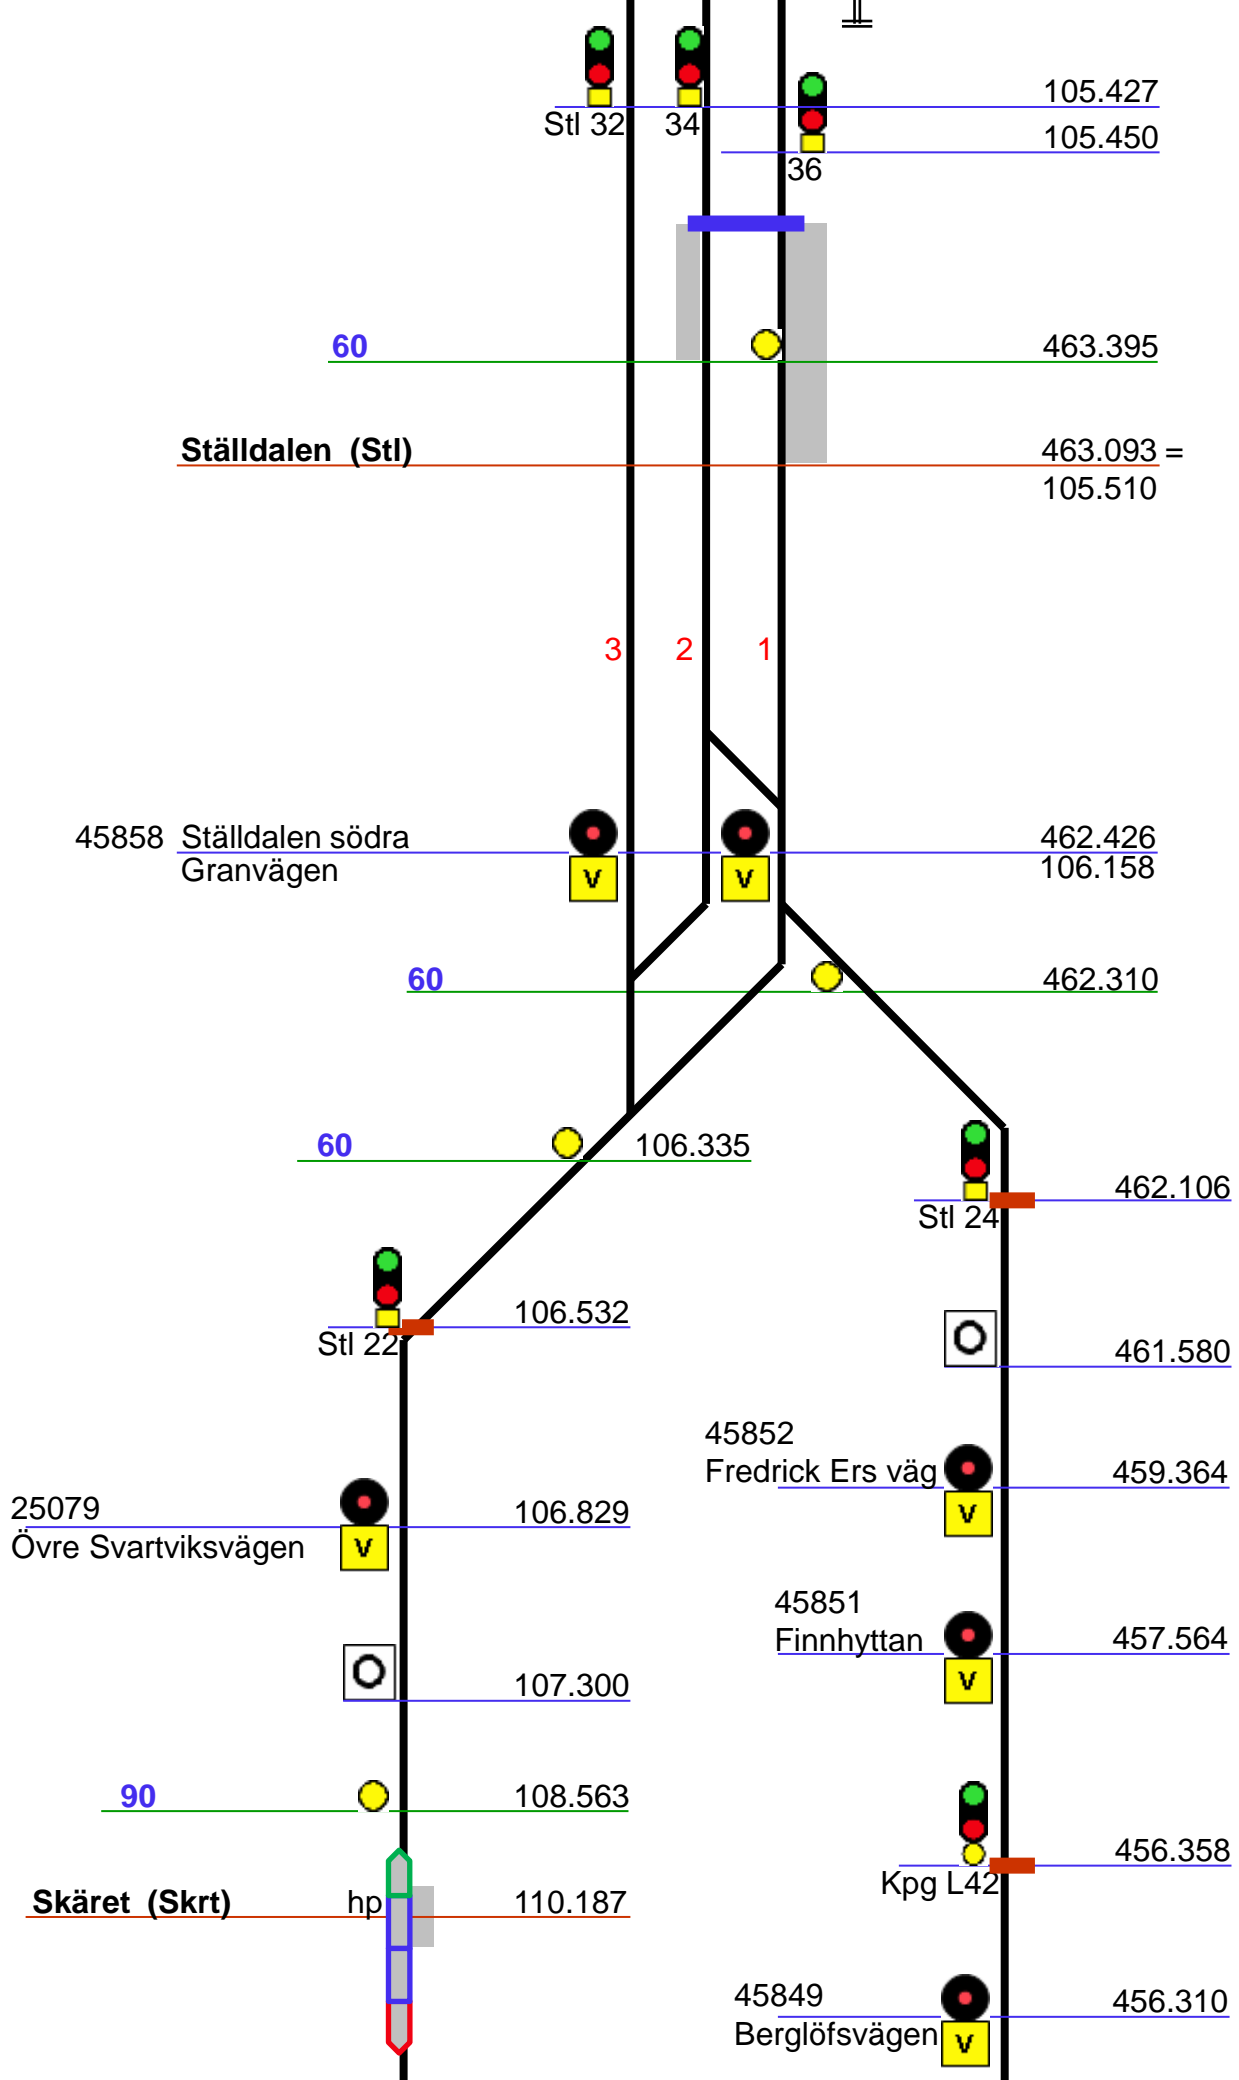 105.427
Stl 32 34
105.450
36
60 463.395
Ställdalen (Stl) 463.093 =
105.510
3 2 1
45858 Ställdalen södra 462.426
Granvägen 106.158
V V
60 462.310
60 106.335
462.106
Stl 24
106.532
Stl 22
O
461.580
45852
Fredrick Ers väg 459.364
V
25079 106.829
Övre Svartviksvägen V
45851
Finnhyttan 457.564
V
O
107.300
90 108.563
456.358
Kpg L42
Skäret (Skrt) hp 110.187
45849 456.310
Berglöfsvägen V